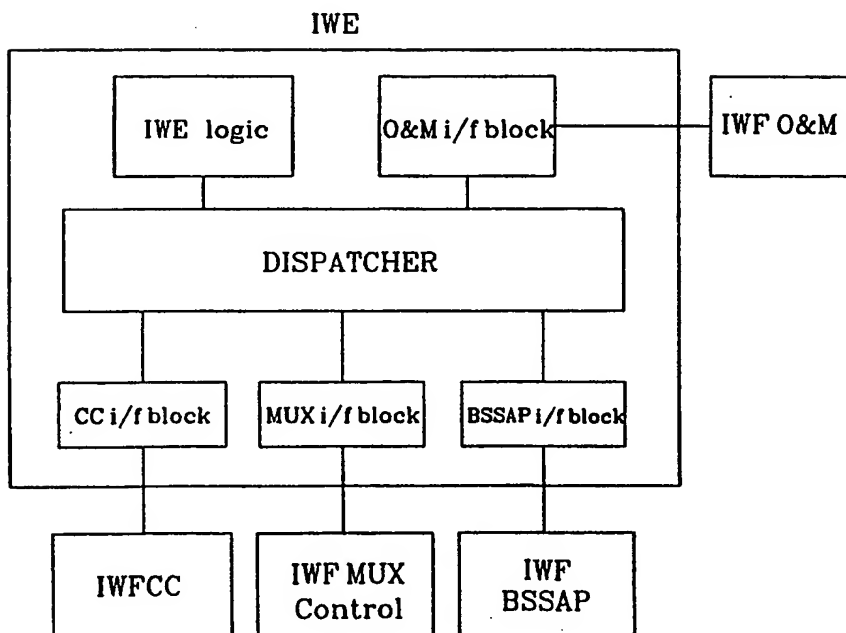 IWE
IWE logic
O&M i/f block
IWF O&M
DISPATCHER
CC i/f block
MUX i/f block
BSSAP i/f block
IWFCC
IWF MUX
Control
IWF
BSSAP